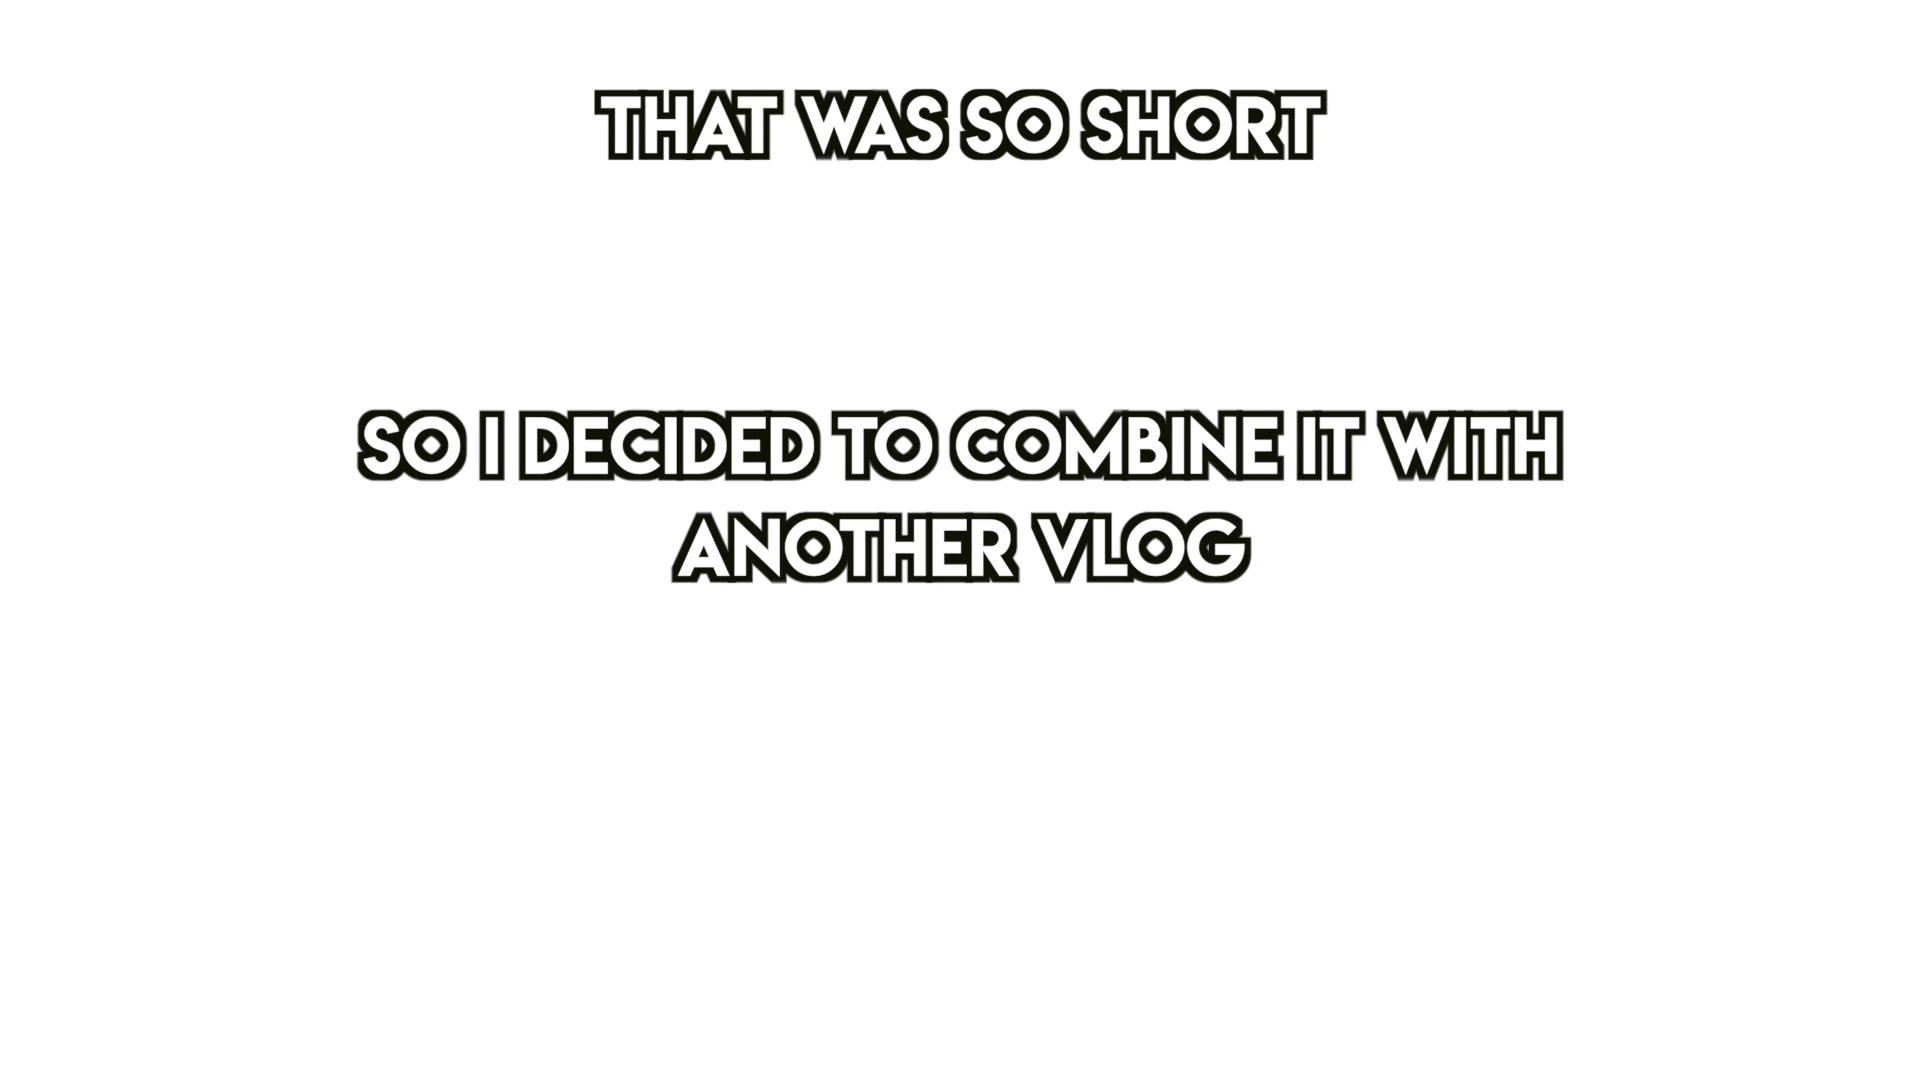 THAT WAS SO SHORT
SO I DECIDED TO COMBINE IT WITH
ANOTHER VLOG